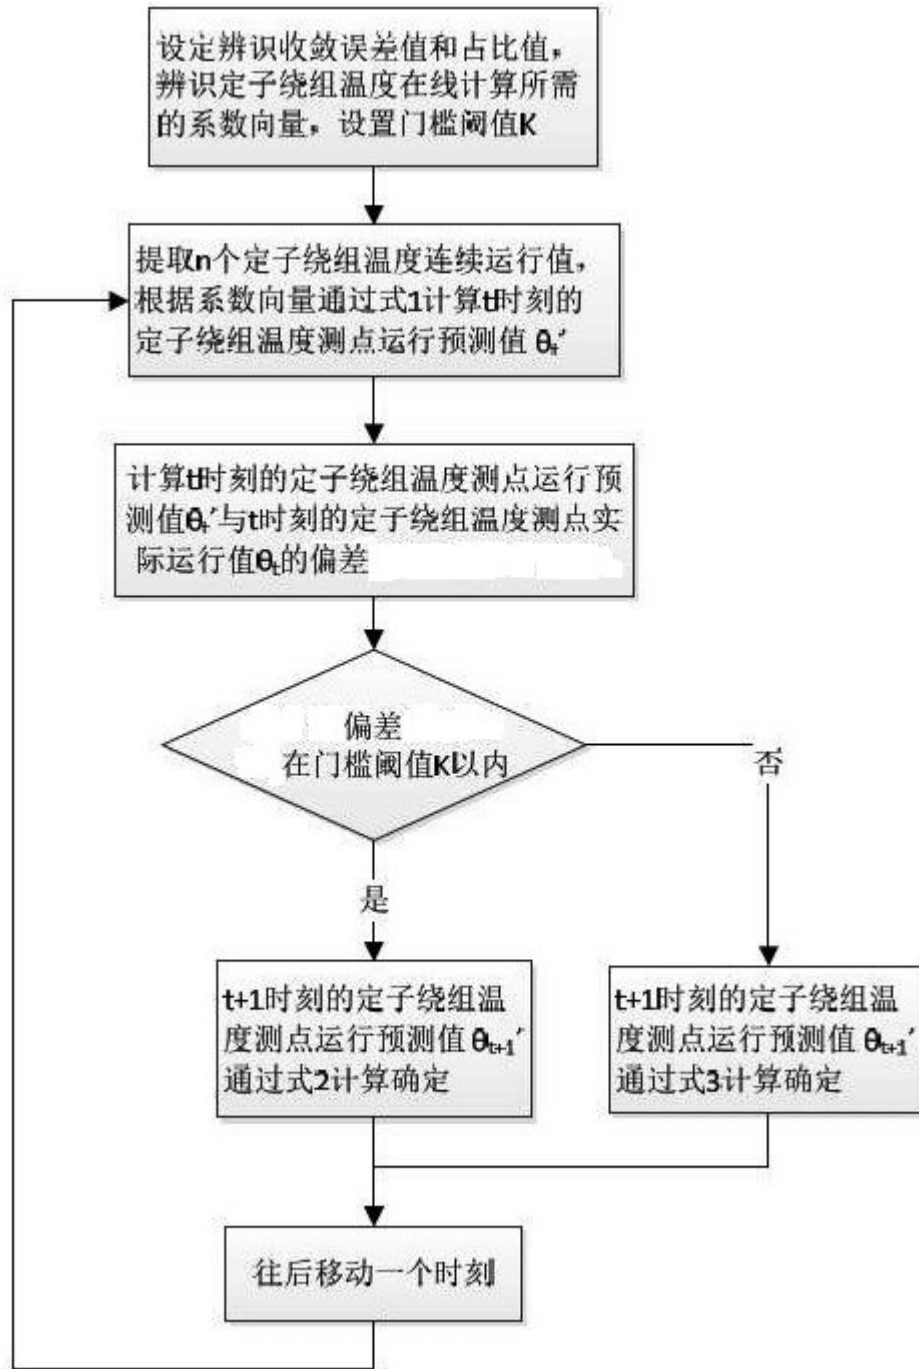 设定辨识收敛误差值和占比值，
辨识定子绕组温度在线计算所需
的系数向量，设置门槛阈值K
提取n个定子绕组温度连续运行值，
根据系数向量通过式1计算t时刻的
定子绕组温度测点运行预测值 θt′
计算t时刻的定子绕组温度测点运行预
测值θt′与t时刻的定子绕组温度测点实
际运行值θt的偏差
偏差
在门槛阈值K以内
否
是
t+1时刻的定子绕组温
度测点运行预测值 θt+1′
通过式2计算确定
t+1时刻的定子绕组温
度测点运行预测值 θt+1′
通过式3计算确定
往后移动一个时刻